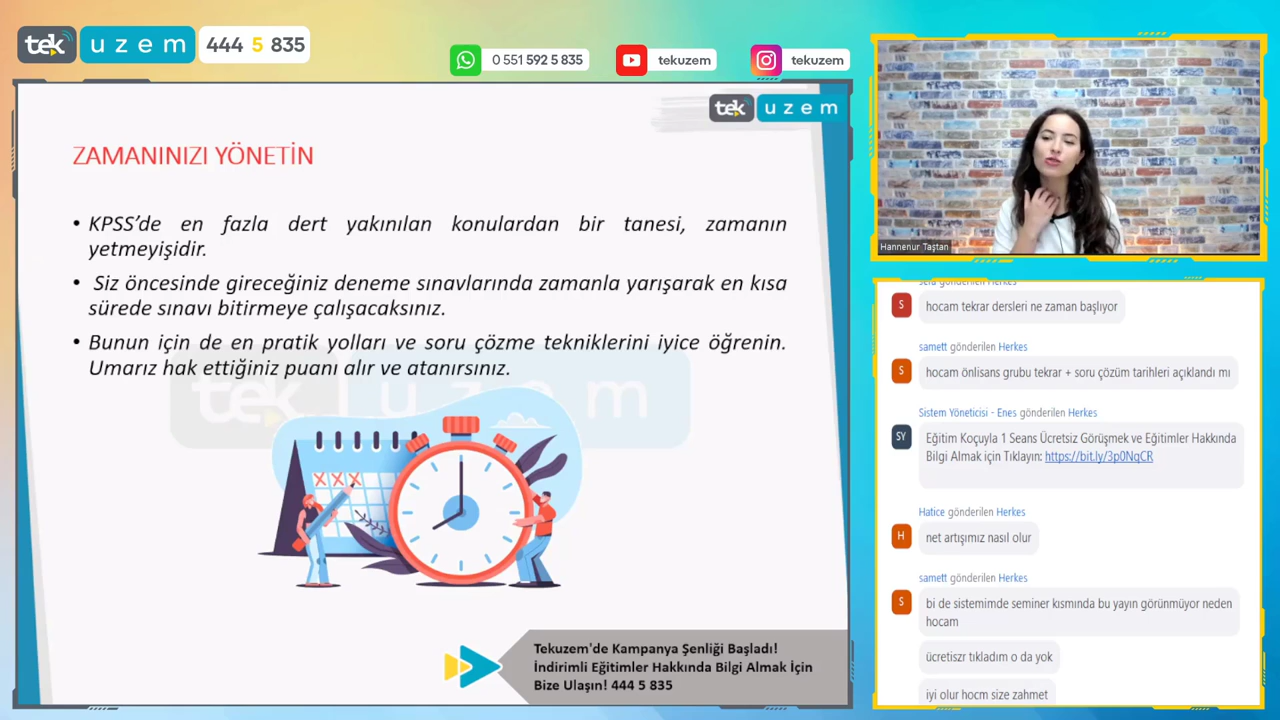 tek uzem 444 5 835
0 551 592 5 835
tekuzem
tekuzem
tek uzem
ZAMANINIZI YÖNETİN
• KPSS'de en fazla dert yakınılan konulardan bir tanesi, zamanın
yetmeyişidir.
• Siz öncesinde gireceğiniz deneme sınavlarında zamanla yarışarak en kısa
sürede sınavı bitirmeye çalışacaksınız.
• Bunun için de en pratik yolları ve soru çözme tekniklerini iyice öğrenin.
Umarız hak ettiğiniz puanı alır ve atanırsınız.
tek uzem
Tekuzem'de Kampanya Şenliği Başladı!
İndirimli Eğitimler Hakkında Bilgi Almak İçin
Bize Ulaşın! 444 5 835
Hannenur Taştan
gönderilen Herkes
S
hocam tekrar dersleri ne zaman başlıyor
samett gönderilen Herkes
S
hocam önlisans grubu tekrar + soru çözüm tarihleri açıklandı mı
Sistem Yöneticisi - Enes gönderilen Herkes
SY
Eğitim Koçuyla 1 Seans Ücretsiz Görüşmek ve Eğitimler Hakkında
Bilgi Almak için Tıklayın: https://bit.ly/3p0NqCR
Hatice gönderilen Herkes
H
net artışımız nasıl olur
samett gönderilen Herkes
S
bi de sistemimde seminer kısmında bu yayın görünmüyor neden
hocam
ücretiszr tıkladım o da yok
iyi olur hocm size zahmet